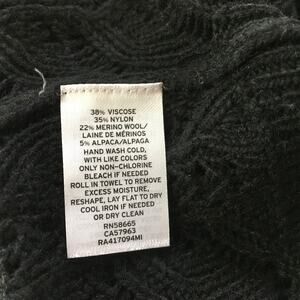 38% VISCOSE
35% NYLON
22% MERINO WOOL/
LAINE DE MÉRINOS
5% ALPACA/ALPAGA
HAND WASH COLD,
WITH LIKE COLORS
ONLY NON-CHLORINE
BLEACH IF NEEDED
ROLL IN TOWEL TO REMOVE
EXCESS MOISTURE,
RESHAPE, LAY FLAT TO DRY
COOL IRON IF NEEDED
OR DRY CLEAN
RN58665
CA57963
RA417094MI